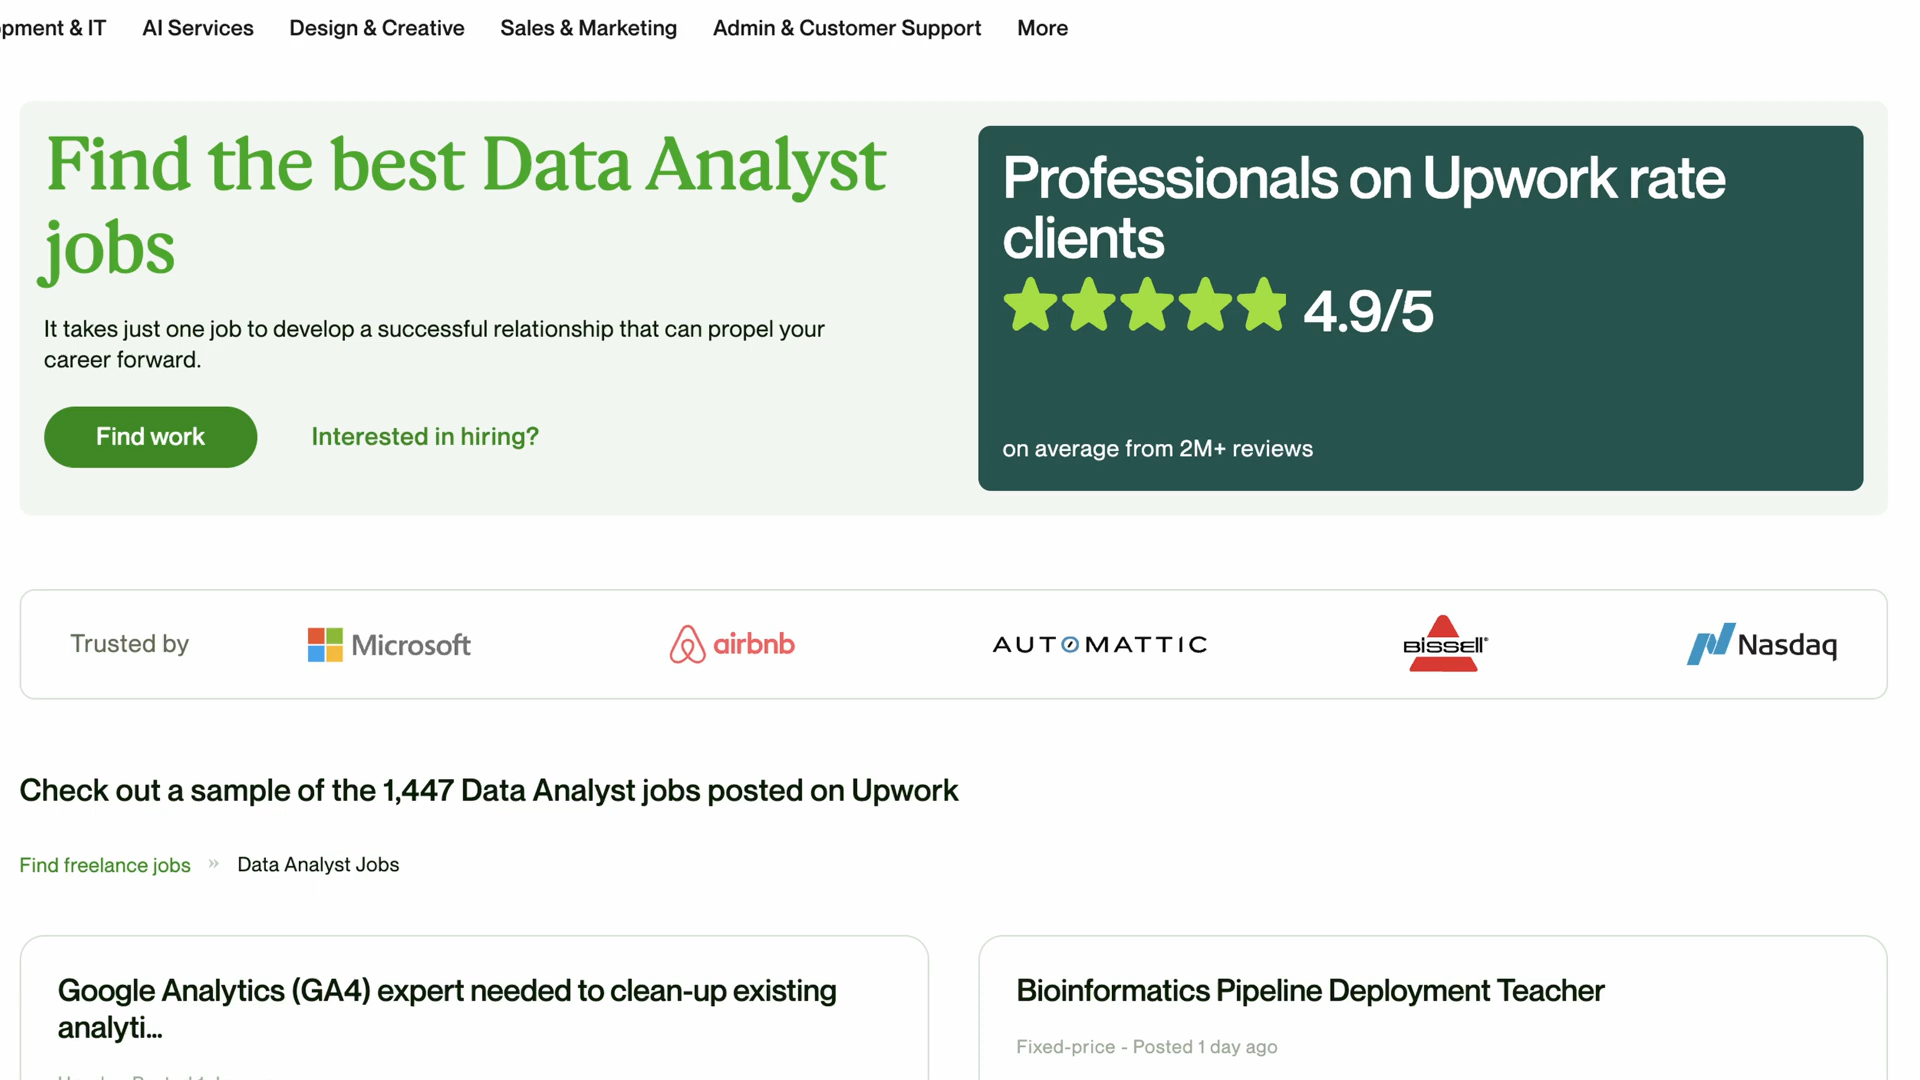 pment & IT AI Services Design & Creative Sales & Marketing Admin & Customer Support More
Find the best Data Analyst
jobs
It takes just one job to develop a successful relationship that can propel your
career forward.
Find work Interested in hiring?
Professionals on Upwork rate
clients
4.9/5
on average from 2M+ reviews
Trusted by Microsoft airbnb AUTOMATTIC BISSELL® Nasdaq
Check out a sample of the 1,447 Data Analyst jobs posted on Upwork
Find freelance jobs » Data Analyst Jobs
Google Analytics (GA4) expert needed to clean-up existing
analyti...
Bioinformatics Pipeline Deployment Teacher
Fixed-price - Posted 1 day ago